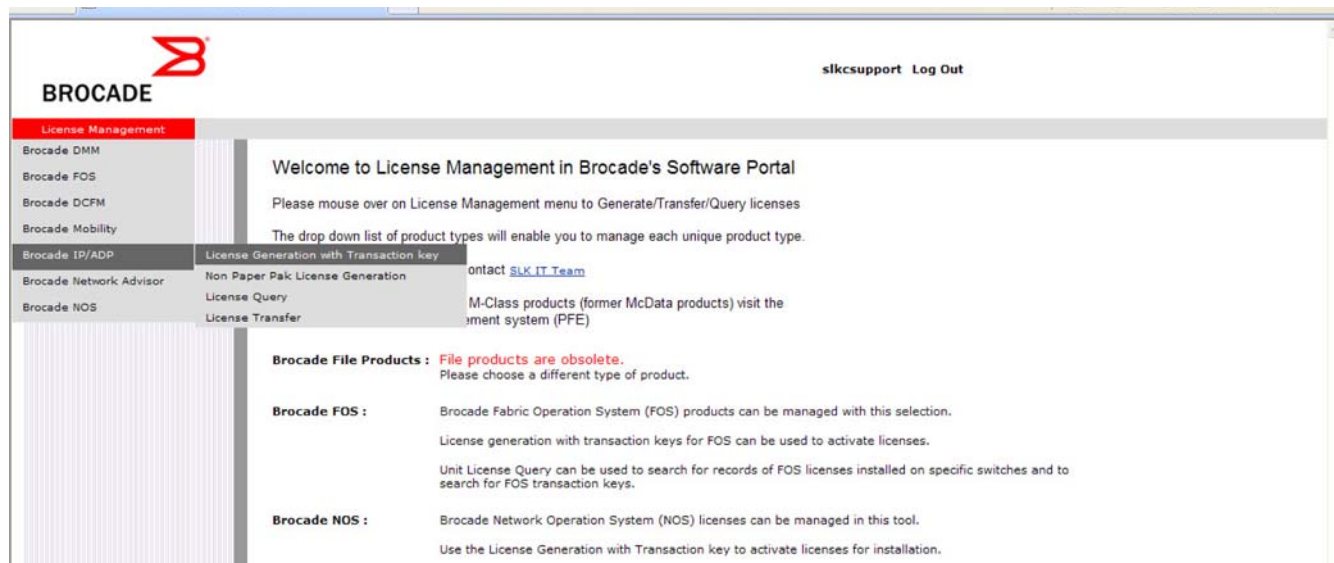 slkcsupport Log Out
BROCADE
License Management
Brocade DMM
Brocade FOS
Brocade DCFM
Brocade Mobility
Brocade IP/ADP
Brocade Network Advisor
Brocade NOS
License Generation with Transaction key
Non Paper Pak License Generation
License Query
License Transfer
Welcome to License Management in Brocade's Software Portal
Please mouse over on License Management menu to Generate/Transfer/Query licenses
The drop down list of product types will enable you to manage each unique product type.
ontact SLK IT Team
M-Class products (former McData products) visit the
ement system (PFE)
Brocade File Products : File products are obsolete.
Please choose a different type of product.
Brocade FOS : Brocade Fabric Operation System (FOS) products can be managed with this selection.
License generation with transaction keys for FOS can be used to activate licenses.
Unit License Query can be used to search for records of FOS licenses installed on specific switches and to
search for FOS transaction keys.
Brocade NOS : Brocade Network Operation System (NOS) licenses can be managed in this tool.
Use the License Generation with Transaction key to activate licenses for installation.